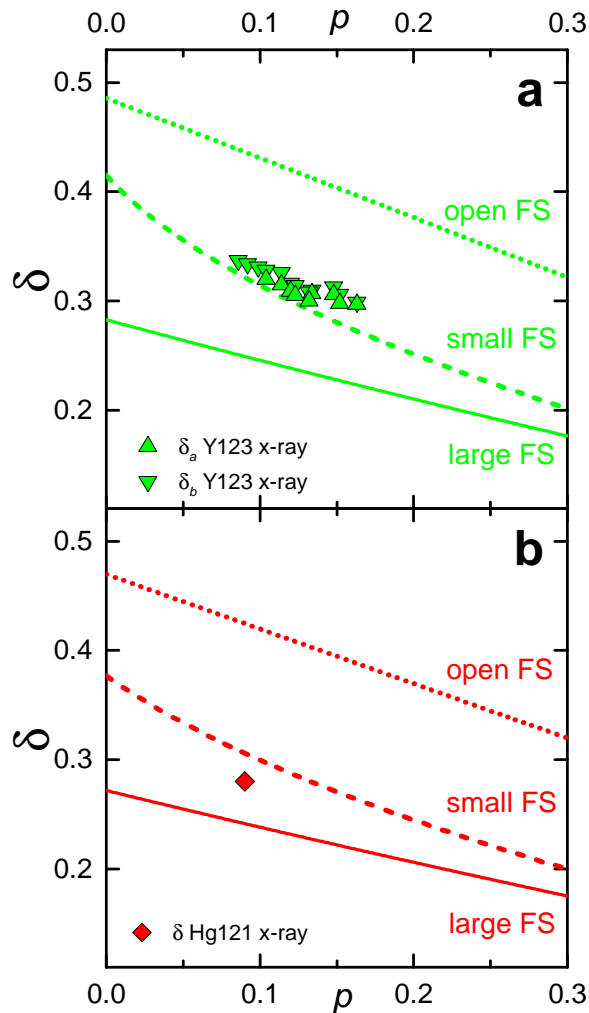 0.0 0.1 p 0.2 0.3
a
0.5
0.4
0.3
0.2
δ
open FS
small FS
large FS
δa Y123 x-ray
δb Y123 x-ray
b
0.5
0.4
0.3
0.2
δ
open FS
small FS
large FS
δ Hg121 x-ray
0.0 0.1 p 0.2 0.3